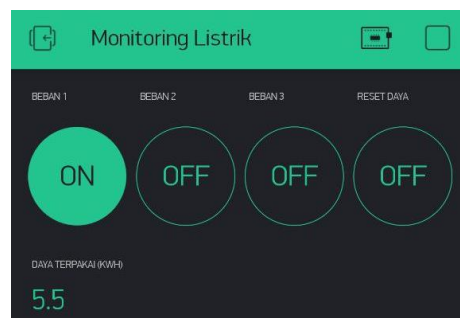 Monitoring Listrik
BEBAN 1 BEBAN 2 BEBAN 3 RESET DAYA
ON OFF OFF OFF
DAYA TERPAKAI (KWH)
5.5